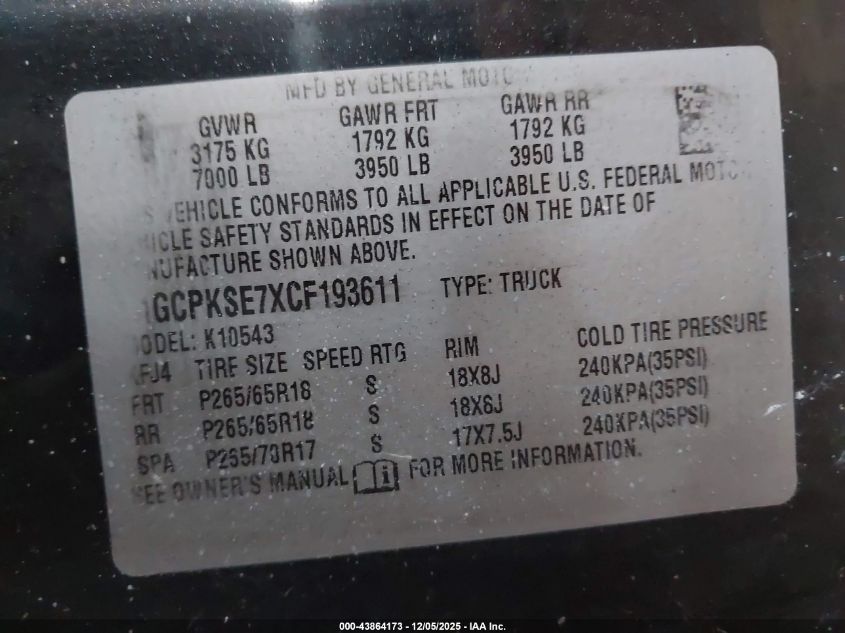 MFD BY GENERAL MOTO
GVWR GAWR FRT GAWR RR
3175 KG 1792 KG 1792 KG
7000 LB 3950 LB 3950 LB
S VEHICLE CONFORMS TO ALL APPLICABLE U.S. FEDERAL MOTO
ICLE SAFETY STANDARDS IN EFFECT ON THE DATE OF
NUFACTURE SHOWN ABOVE.
1GCPKSE7XCF193611 TYPE: TRUCK
ODEL: K10543
FJ4 TIRE SIZE SPEED RTG RIM COLD TIRE PRESSURE
FRT P265/65R18 S 18X8J 240KPA(35PSI)
RR P265/65R18 S 18X8J 240KPA(35PSI)
SPA P265/70R17 S 17X7.5J 240KPA(35PSI)
SEE OWNER'S MANUAL FOR MORE INFORMATION.
000-43864173 - 12/05/2025 - IAA Inc.